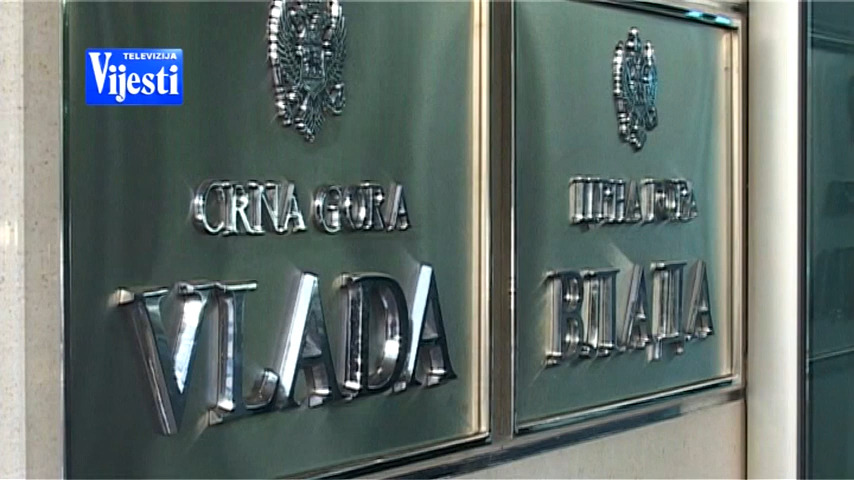 TELEVIZIJA
Vijesti
CRNA GORA
VLADA
ЦРНА ГОРА
ВЛАДА